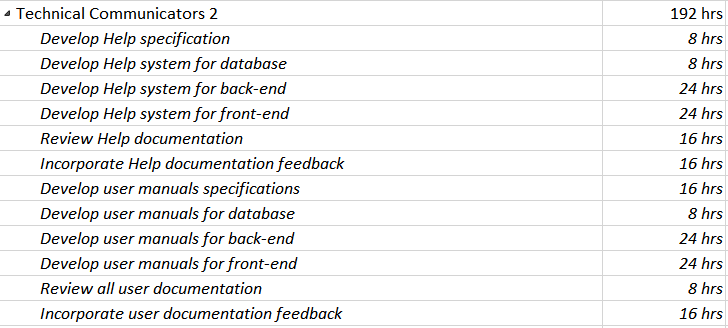 Technical Communicators 2 192 hrs
Develop Help specification 8 hrs
Develop Help system for database 8 hrs
Develop Help system for back-end 24 hrs
Develop Help system for front-end 24 hrs
Review Help documentation 16 hrs
Incorporate Help documentation feedback 16 hrs
Develop user manuals specifications 16 hrs
Develop user manuals for database 8 hrs
Develop user manuals for back-end 24 hrs
Develop user manuals for front-end 24 hrs
Review all user documentation 8 hrs
Incorporate user documentation feedback 16 hrs